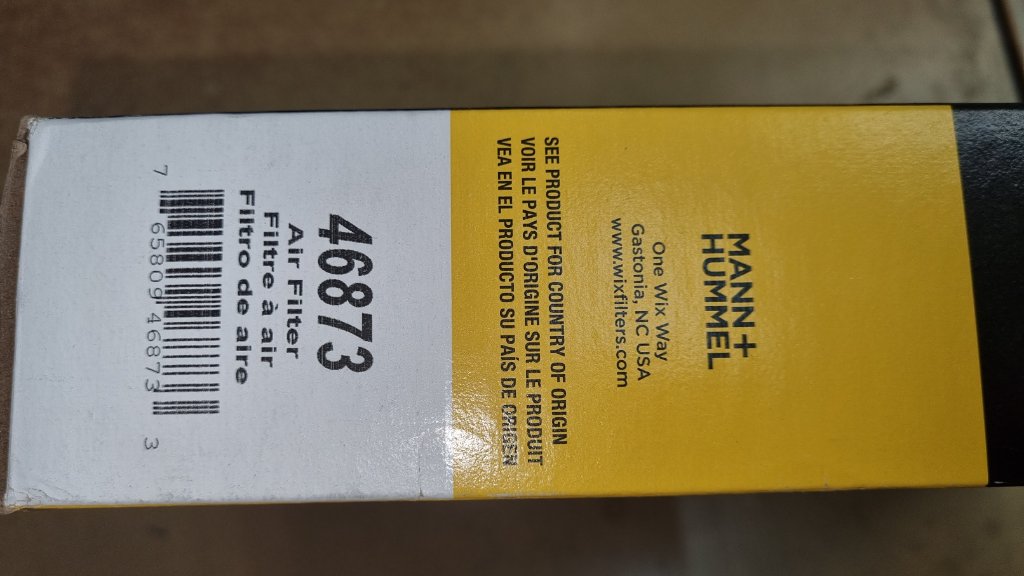 MANN+
HUMMEL
One Wix Way
Gastonia, NC USA
www.wixfilters.com
SEE PRODUCT FOR COUNTRY OF ORIGIN
VOIR LE PAYS D'ORIGINE SUR LE PRODUIT
VEA EN EL PRODUCTO SU PAÍS DE ORIGEN
46873
Air Filter
Filtre à air
Filtro de aire
7 65809 46873 3